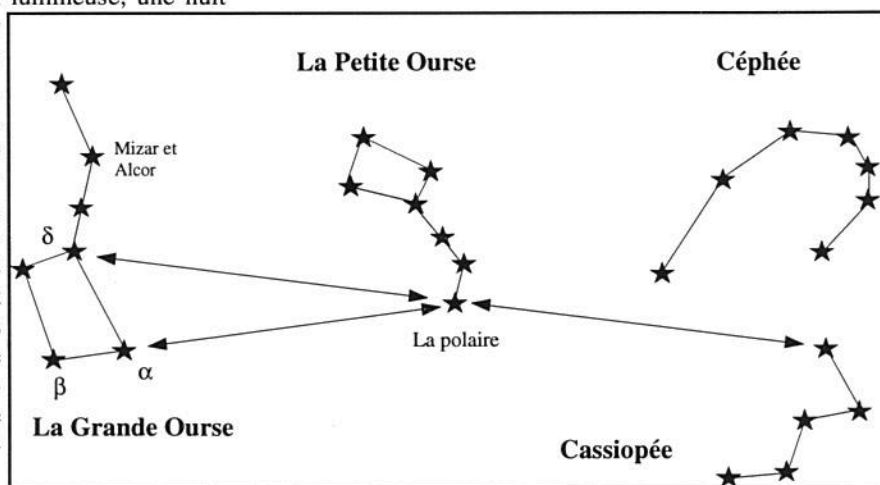 lumineuse, une nuit
La Petite Ourse
Céphée
Mizar et
Alcor
δ
La polaire
β
α
La Grande Ourse
Cassiopée